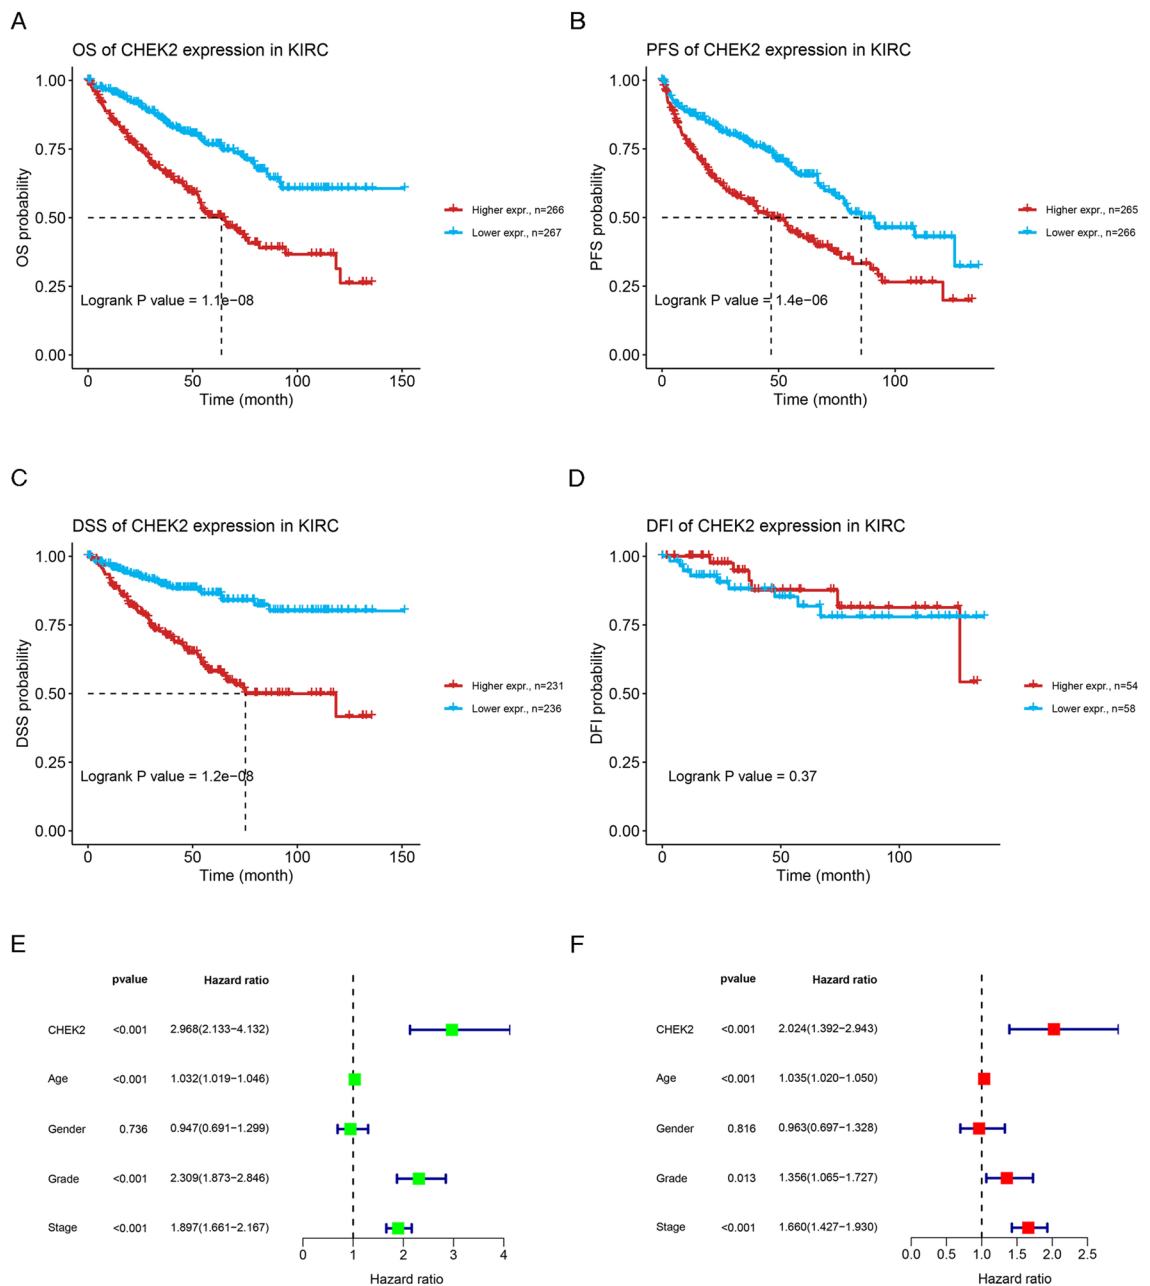 A
OS of CHEK2 expression in KIRC
1.00
0.75
0.50
0.25
0.00
OS probability
Logrank P value = 1.1e−08
0 50 100 150
Time (month)
Higher expr., n=266
Lower expr., n=267
B
PFS of CHEK2 expression in KIRC
1.00
0.75
0.50
0.25
0.00
PFS probability
Logrank P value = 1.4e−06
0 50 100
Time (month)
Higher expr., n=265
Lower expr., n=266
C
DSS of CHEK2 expression in KIRC
1.00
0.75
0.50
0.25
0.00
DSS probability
Logrank P value = 1.2e−08
0 50 100 150
Time (month)
Higher expr., n=231
Lower expr., n=236
D
DFI of CHEK2 expression in KIRC
1.00
0.75
0.50
0.25
0.00
DFI probability
Logrank P value = 0.37
0 50 100
Time (month)
Higher expr., n=54
Lower expr., n=58
E
pvalue Hazard ratio
CHEK2 <0.001 2.968(2.133−4.132)
Age <0.001 1.032(1.019−1.046)
Gender 0.736 0.947(0.691−1.299)
Grade <0.001 2.309(1.873−2.846)
Stage <0.001 1.897(1.661−2.167)
0 1 2 3 4
Hazard ratio
F
pvalue Hazard ratio
CHEK2 <0.001 2.024(1.392−2.943)
Age <0.001 1.035(1.020−1.050)
Gender 0.816 0.963(0.697−1.328)
Grade 0.013 1.356(1.065−1.727)
Stage <0.001 1.660(1.427−1.930)
0.0 0.5 1.0 1.5 2.0 2.5
Hazard ratio